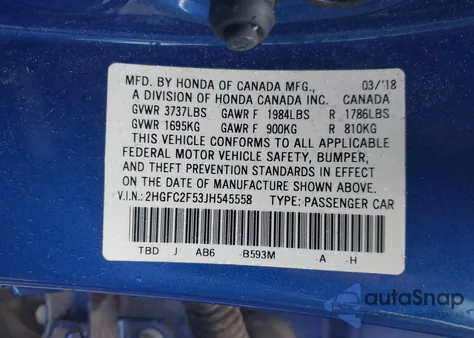 MFD. BY HONDA OF CANADA MFG., 03/'18
A DIVISION OF HONDA CANADA INC. CANADA
GVWR 3737LBS GAWR F 1984LBS R 1786LBS
GVWR 1695KG GAWR F 900KG R 810KG
THIS VEHICLE CONFORMS TO ALL APPLICABLE
FEDERAL MOTOR VEHICLE SAFETY, BUMPER,
AND THEFT PREVENTION STANDARDS IN EFFECT
ON THE DATE OF MANUFACTURE SHOWN ABOVE.
V.I.N.: 2HGFC2F53JH545558 TYPE: PASSENGER CAR
TBD J AB6 -B593M -A -H
autoSnap